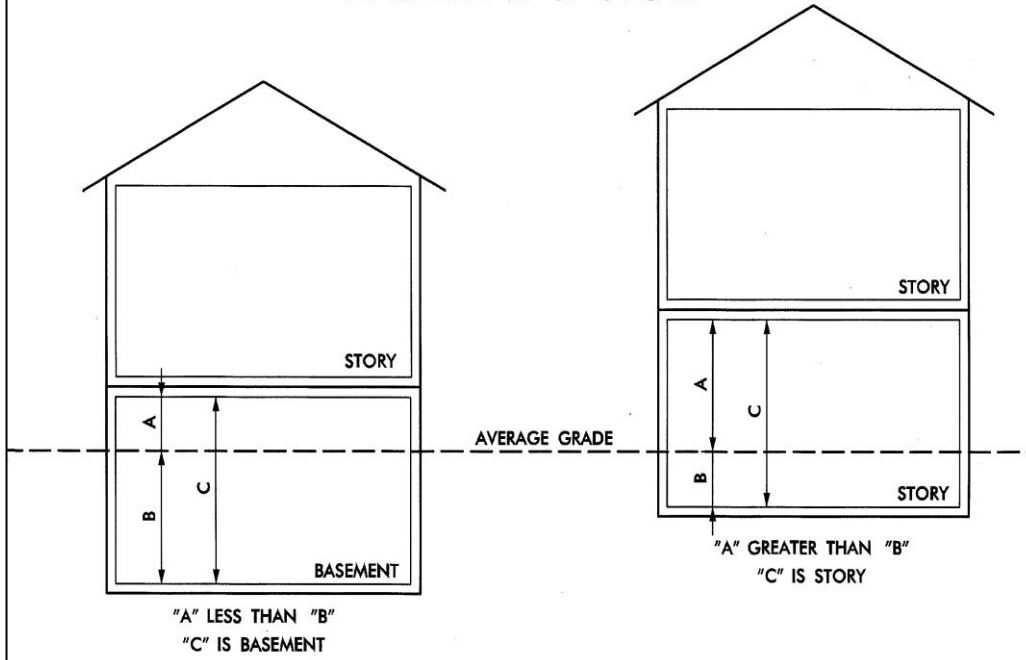 STORY
A
C
B
BASEMENT
"A" LESS THAN "B"
"C" IS BASEMENT
AVERAGE GRADE
STORY
A
C
B
STORY
"A" GREATER THAN "B"
"C" IS STORY